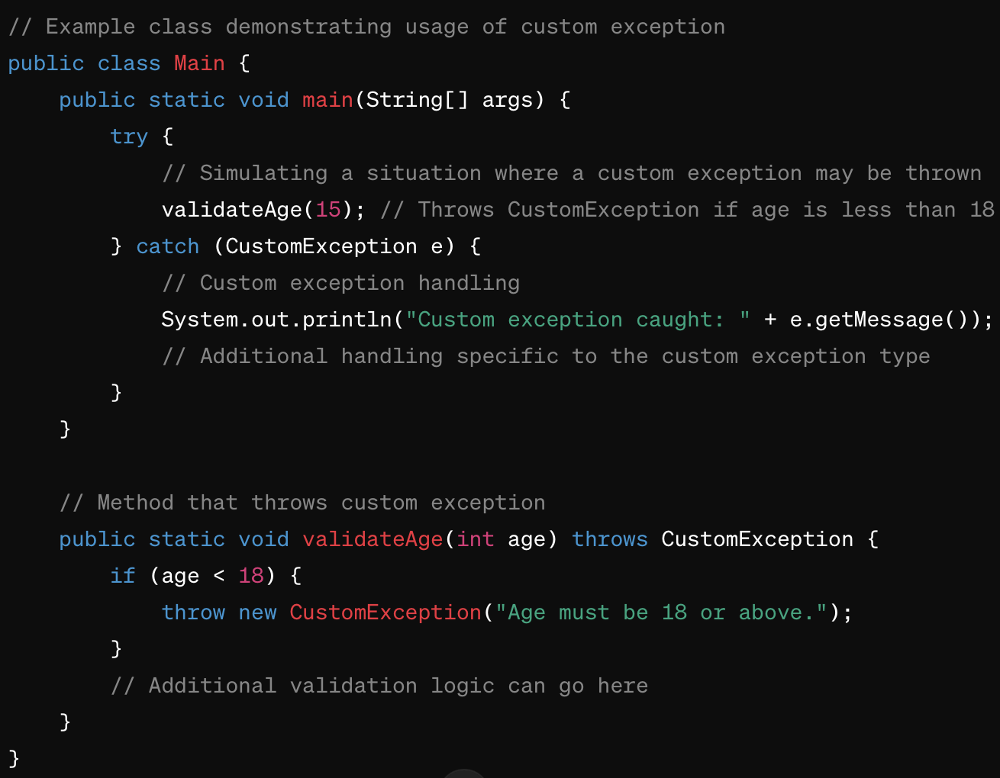 // Example class demonstrating usage of custom exception
public class Main {
    public static void main(String[] args) {
        try {
            // Simulating a situation where a custom exception may be thrown
            validateAge(15); // Throws CustomException if age is less than 18
        } catch (CustomException e) {
            // Custom exception handling
            System.out.println("Custom exception caught: " + e.getMessage());
            // Additional handling specific to the custom exception type
        }
    }

    // Method that throws custom exception
    public static void validateAge(int age) throws CustomException {
        if (age < 18) {
            throw new CustomException("Age must be 18 or above.");
        }
        // Additional validation logic can go here
    }
}